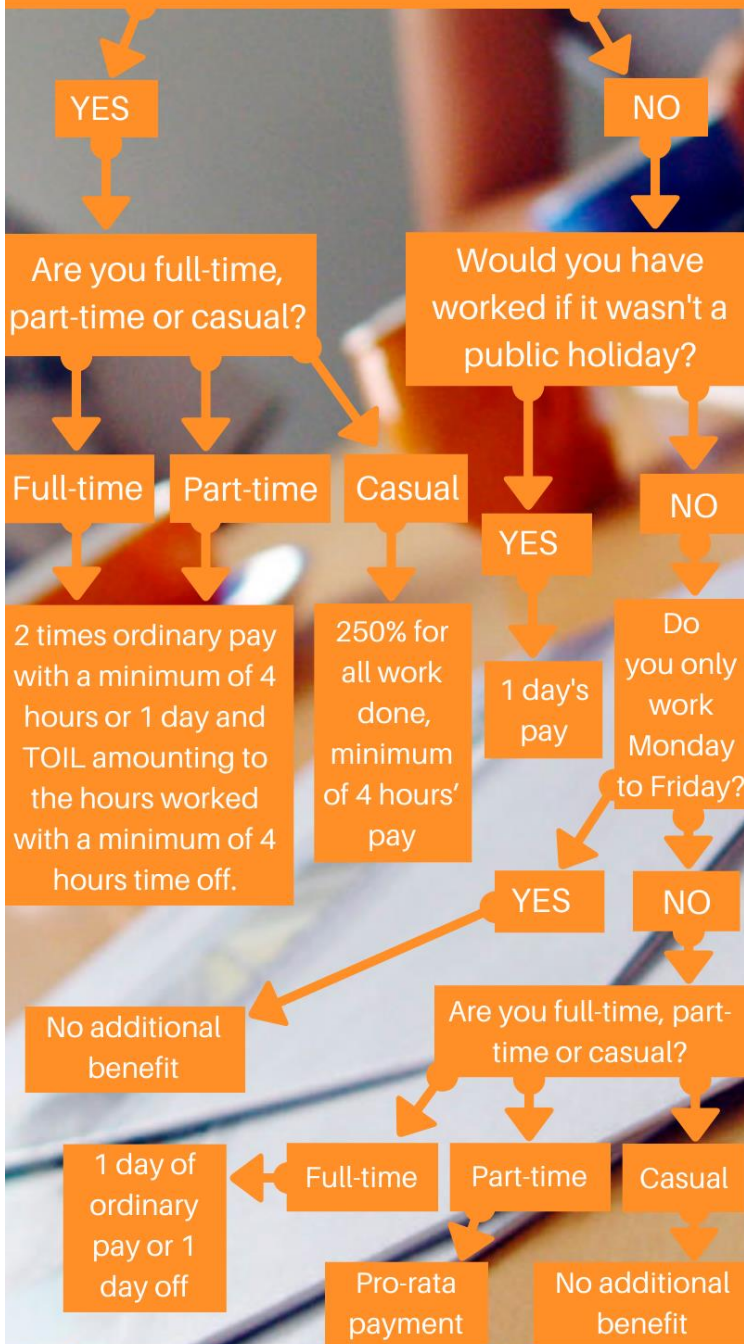 YES
NO
Are you full-time,
part-time or casual?
Would you have
worked if it wasn't a
public holiday?
Full-time
Part-time
Casual
YES
NO
2 times ordinary pay
with a minimum of 4
hours or 1 day and
TOIL amounting to
the hours worked
with a minimum of 4
hours time off.
250% for
all work
done,
minimum
of 4 hours'
pay
1 day's
pay
Do
you only
work
Monday
to Friday?
YES
NO
No additional
benefit
Are you full-time, part-
time or casual?
Full-time
Part-time
Casual
1 day of
ordinary
pay or 1
day off
Pro-rata
payment
No additional
benefit